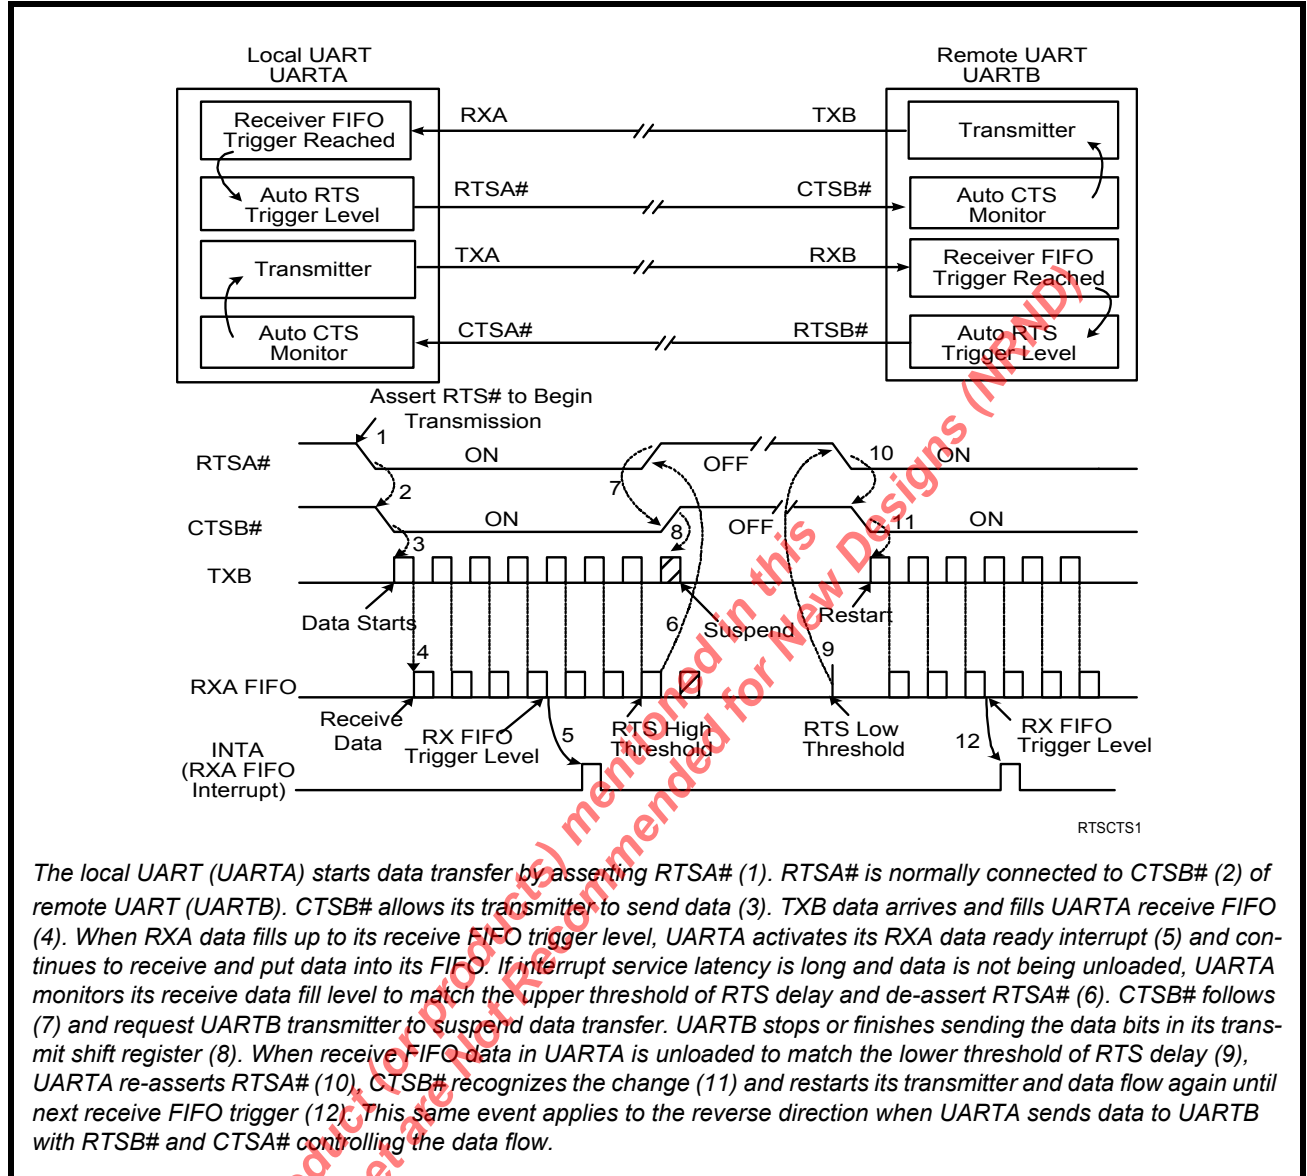 Local UART
UARTA
Remote UART
UARTB
Receiver FIFO
Trigger Reached
RXA
TXB
Transmitter
Auto RTS
Trigger Level
RTSA#
CTSB#
Auto CTS
Monitor
Transmitter
TXA
RXB
Receiver FIFO
Trigger Reached
Auto CTS
Monitor
CTSA#
RTSB#
Auto RTS
Trigger Level
Assert RTS# to Begin
Transmission
1
RTSA#
ON
7
OFF
10
ON
2
CTSB#
ON
8
OFF
11
ON
3
TXB
Data Starts
6
Suspend
Restart
4
9
RXA FIFO
Receive
Data
RX FIFO
Trigger Level
5
RTS High
Threshold
RTS Low
Threshold
12
RX FIFO
Trigger Level
INTA
(RXA FIFO
Interrupt)
RTSCTS1
The local UART (UARTA) starts data transfer by asserting RTSA# (1). RTSA# is normally connected to CTSB# (2) of
remote UART (UARTB). CTSB# allows its transmitter to send data (3). TXB data arrives and fills UARTA receive FIFO
(4). When RXA data fills up to its receive FIFO trigger level, UARTA activates its RXA data ready interrupt (5) and con-
tinues to receive and put data into its FIFO. If interrupt service latency is long and data is not being unloaded, UARTA
monitors its receive data fill level to match the upper threshold of RTS delay and de-assert RTSA# (6). CTSB# follows
(7) and request UARTB transmitter to suspend data transfer. UARTB stops or finishes sending the data bits in its trans-
mit shift register (8). When receive FIFO data in UARTA is unloaded to match the lower threshold of RTS delay (9),
UARTA re-asserts RTSA# (10). CTSB# recognizes the change (11) and restarts its transmitter and data flow again until
next receive FIFO trigger (12). This same event applies to the reverse direction when UARTA sends data to UARTB
with RTSB# and CTSA# controlling the data flow.
(or products) mentioned in this
are Not Recommended for New Designs (NRND)